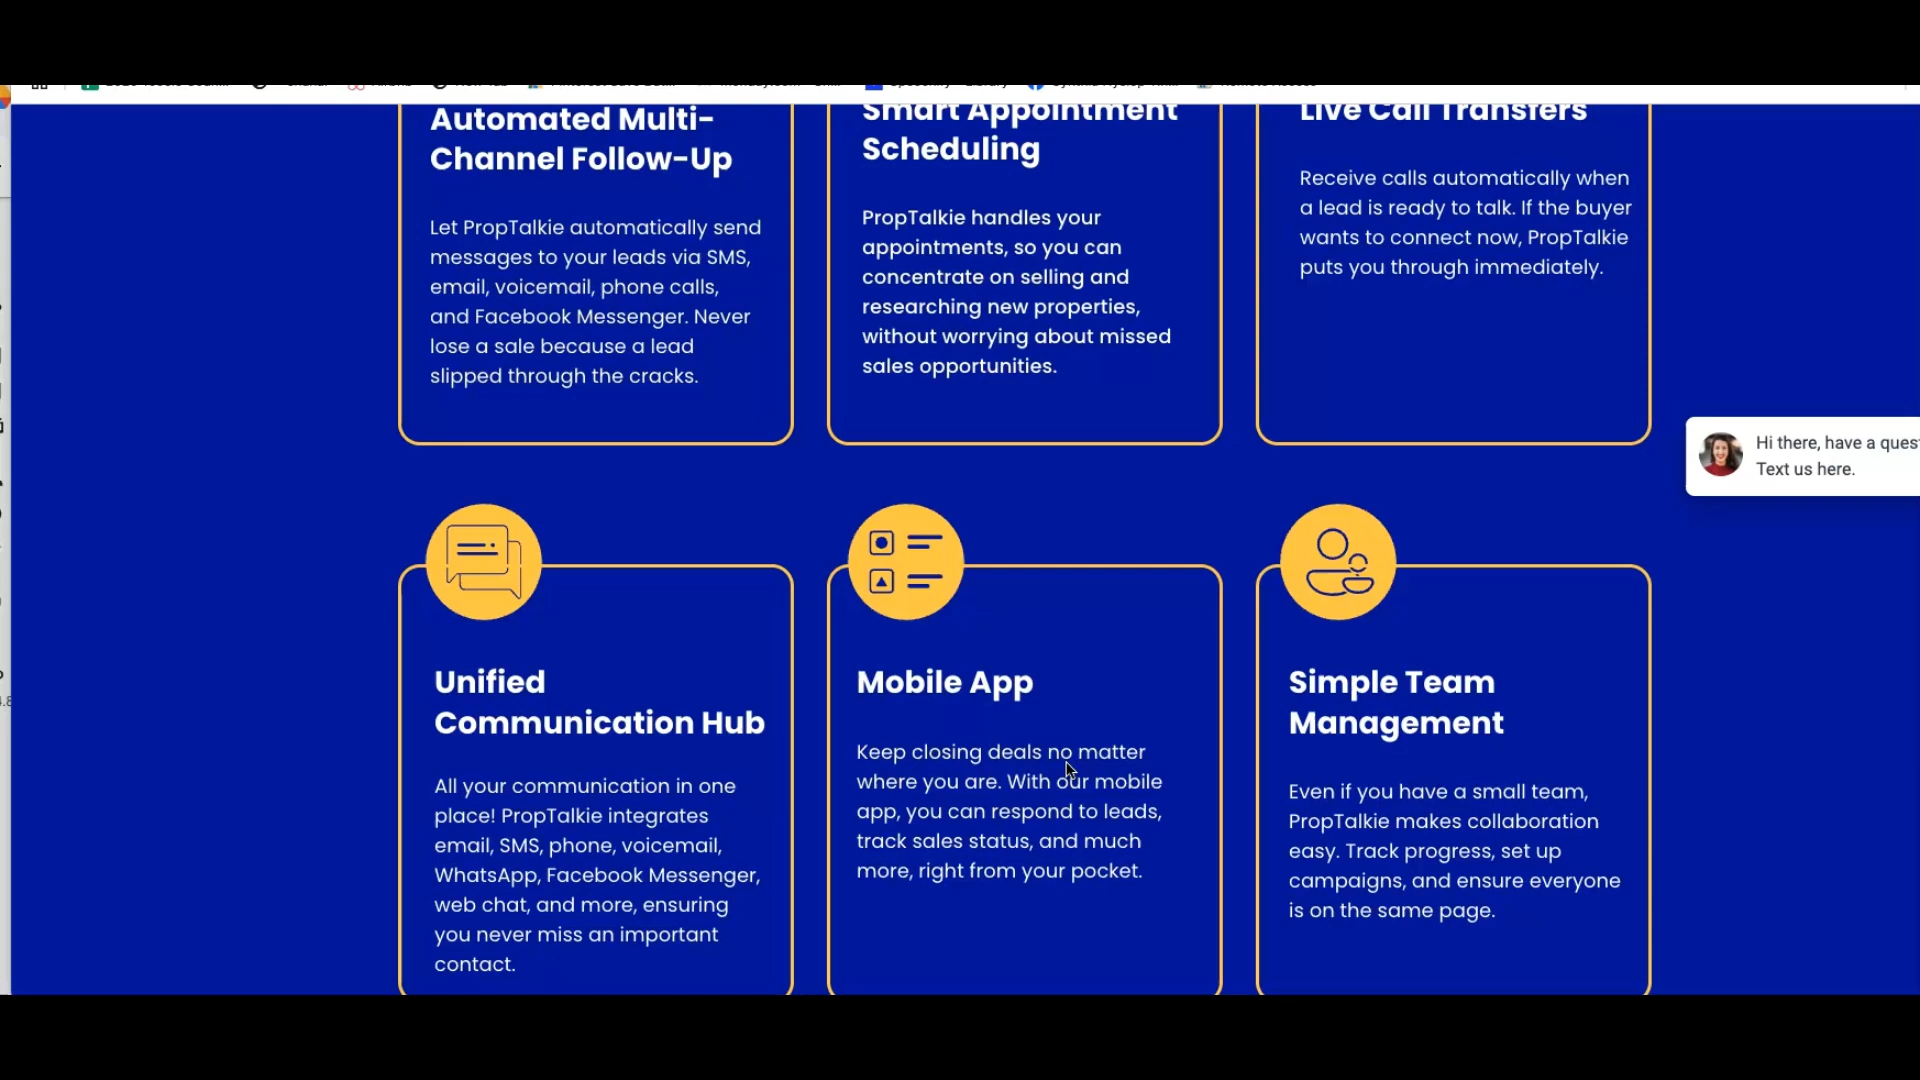 Automated Multi-
Channel Follow-Up
Let PropTalkie automatically send
messages to your leads via SMS,
email, voicemail, phone calls,
and Facebook Messenger. Never
lose a sale because a lead
slipped through the cracks.
Smart Appointment
Scheduling
PropTalkie handles your
appointments, so you can
concentrate on selling and
researching new properties,
without worrying about missed
sales opportunities.
Live Call Transfers
Receive calls automatically when
a lead is ready to talk. If the buyer
wants to connect now, PropTalkie
puts you through immediately.
Hi there, have a ques
Text us here.
Unified
Communication Hub
All your communication in one
place! PropTalkie integrates
email, SMS, phone, voicemail,
WhatsApp, Facebook Messenger,
web chat, and more, ensuring
you never miss an important
contact.
Mobile App
Keep closing deals no matter
where you are. With our mobile
app, you can respond to leads,
track sales status, and much
more, right from your pocket.
Simple Team
Management
Even if you have a small team,
PropTalkie makes collaboration
easy. Track progress, set up
campaigns, and ensure everyone
is on the same page.